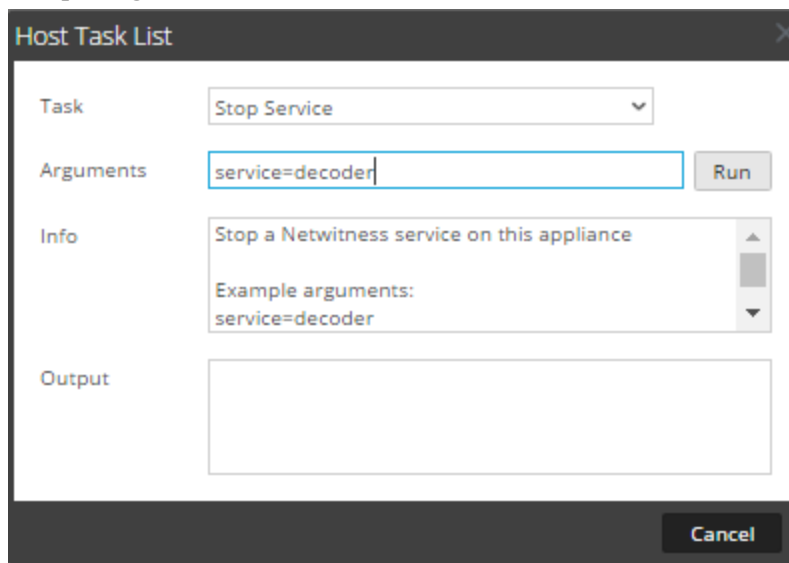 Host Task List
Task
Stop Service
Arguments
service=decoder
Run
Info
Stop a Netwitness service on this appliance
Example arguments:
service=decoder
Output
Cancel